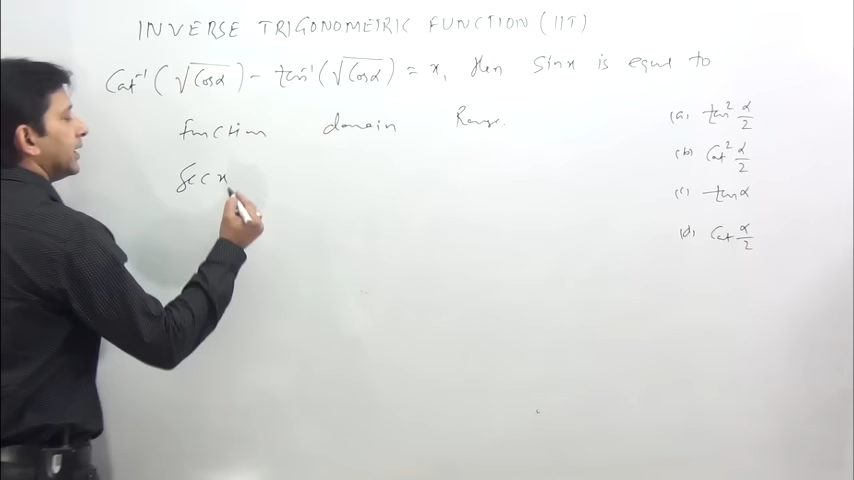 INVERSE TRIGONOMETRIC FUNCTION (IIT)
Cot⁻¹(√Cosα) - tan⁻¹(√Cosα) = x, then Sinx is equal to
Function domain Range.
Sec x
(a) tan² α/2
(b) Cot² α/2
(c) tanα
(d) Cot α/2